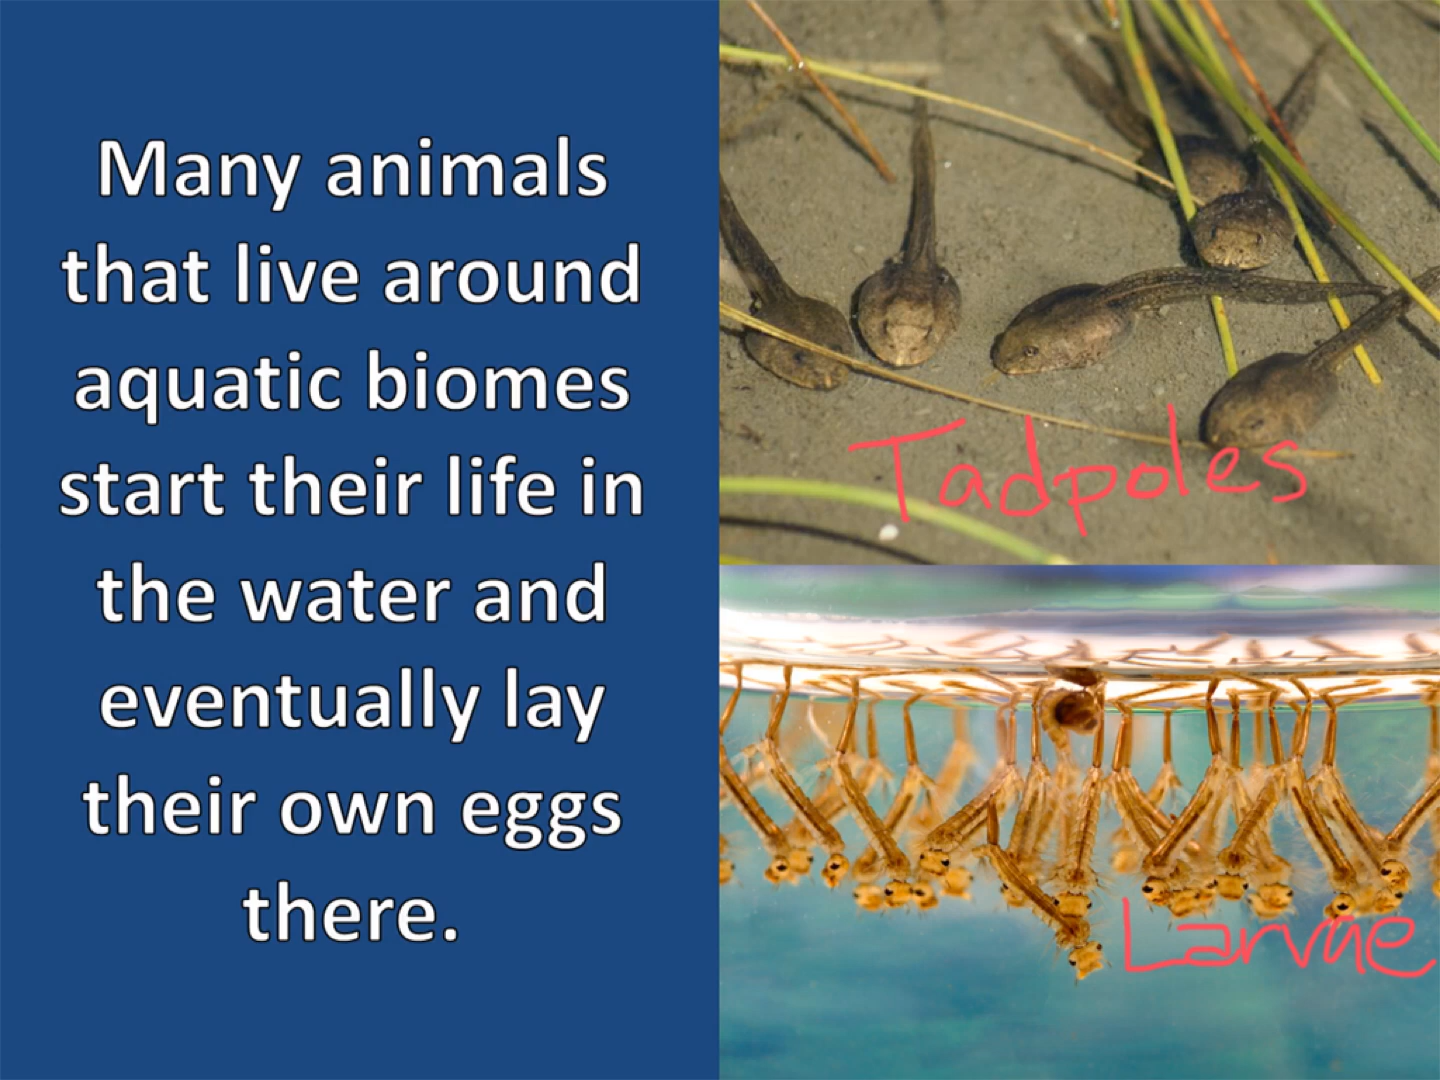 Many animals
that live around
aquatic biomes
start their life in
the water and
eventually lay
their own eggs
there.
Tadpoles
Larvae